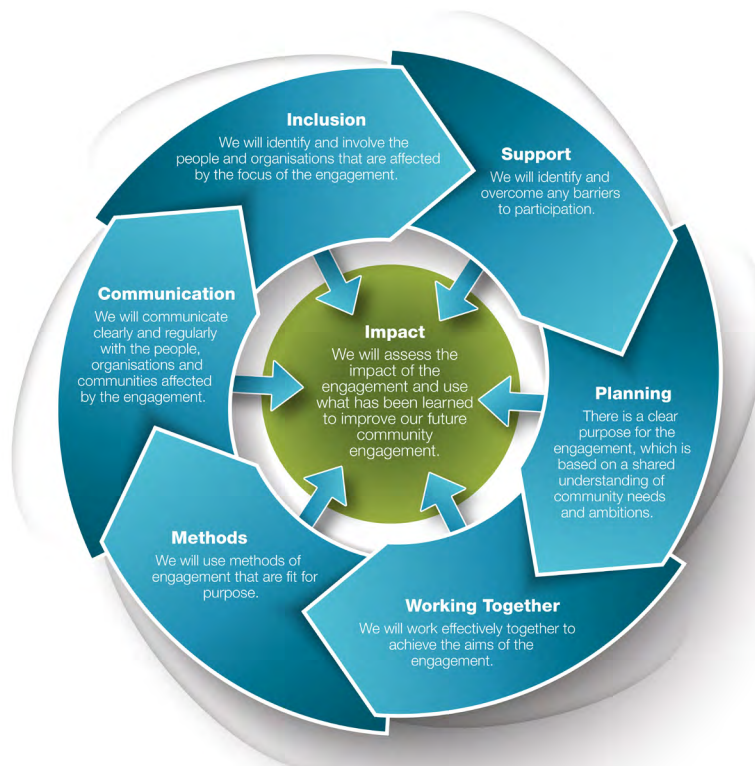 Inclusion
We will identify and involve the
people and organisations that are affected
by the focus of the engagement.
Support
We will identify and
overcome any barriers
to participation.
Planning
There is a clear
purpose for the
engagement, which is
based on a shared
understanding of
community needs
and ambitions.
Working Together
We will work effectively together to
achieve the aims of the
engagement.
Methods
We will use methods of
engagement that are fit for
purpose.
Communication
We will communicate
clearly and regularly
with the people,
organisations and
communities affected
by the engagement.
Impact
We will assess the
impact of the
engagement and use
what has been learned
to improve our future
community
engagement.